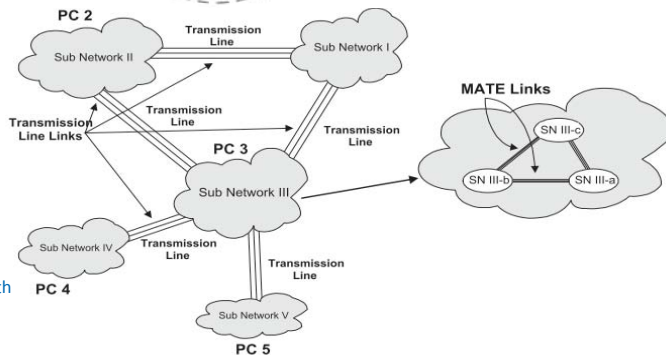 PC 2
Transmission
Line
Sub Network I
Sub Network II
MATE Links
Transmission
Line Links
Transmission
Line
PC 3
Transmission
Line
SN III-c
SN III-b
SN III-a
Sub Network III
Sub Network IV
Transmission
Line
PC 4
Transmission
Line
Sub Network V
PC 5